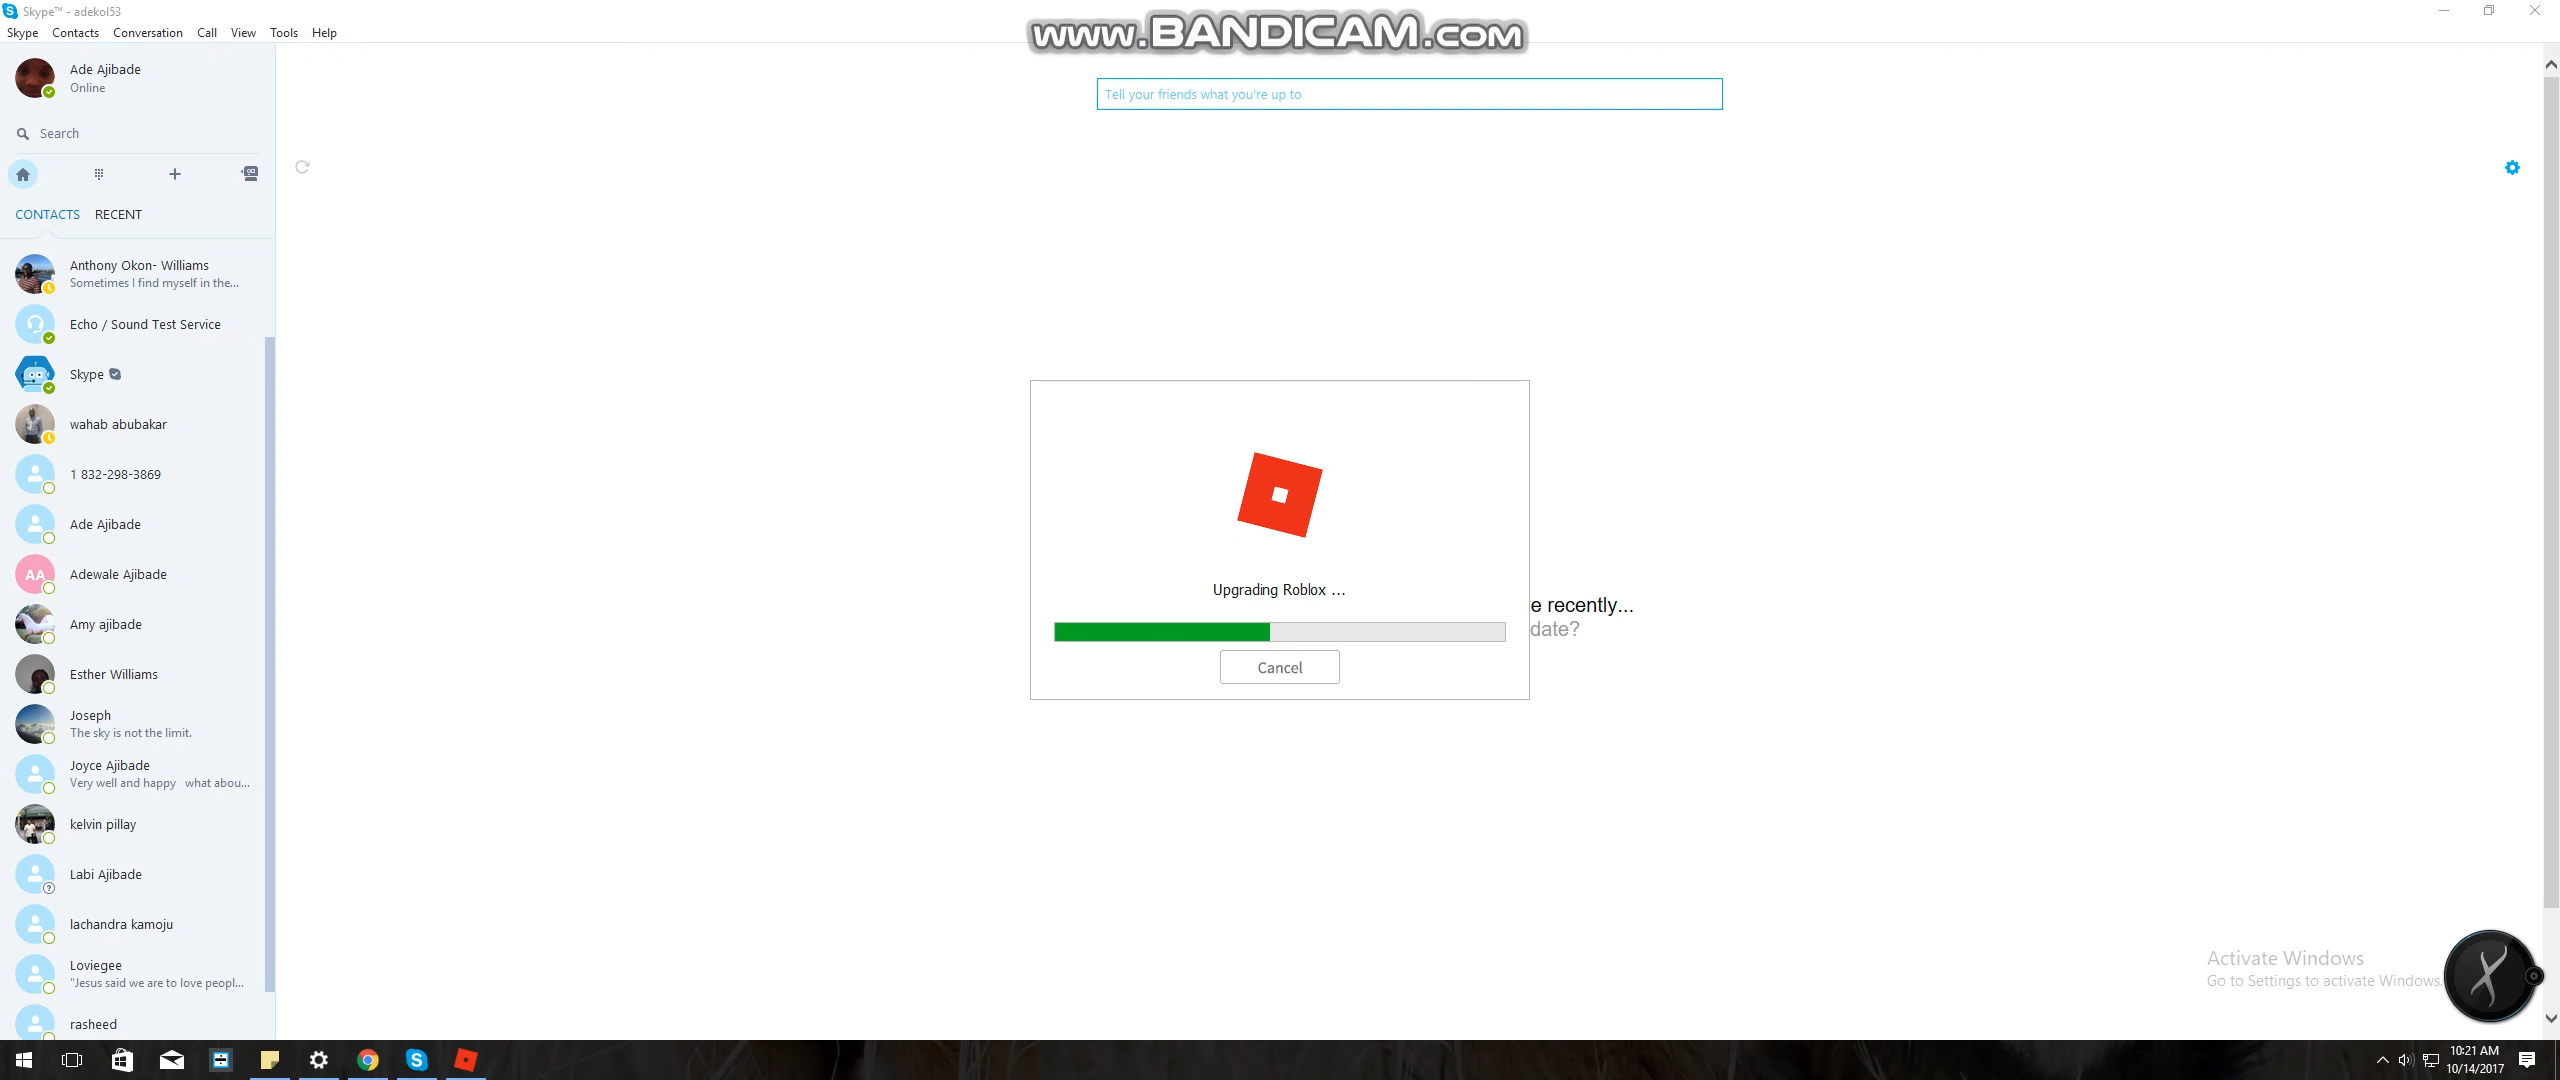 Skype™ - adekol53
www.BANDICAM.com
Skype Contacts Conversation Call View Tools Help
Ade Ajibade
Online
Tell your friends what you're up to
Search
CONTACTS RECENT
Anthony Okon- Williams
Sometimes I find myself in the...
Echo / Sound Test Service
Skype
wahab abubakar
1 832-298-3869
Ade Ajibade
AA
Adewale Ajibade
Amy ajibade
Esther Williams
Joseph
The sky is not the limit.
Joyce Ajibade
Very well and happy what abou...
kelvin pillay
Labi Ajibade
lachandra kamoju
Loviegee
"Jesus said we are to love peopl...
rasheed
Upgrading Roblox ...
Cancel
e recently...
date?
Activate Windows
Go to Settings to activate Windows.
10:21 AM
10/14/2017